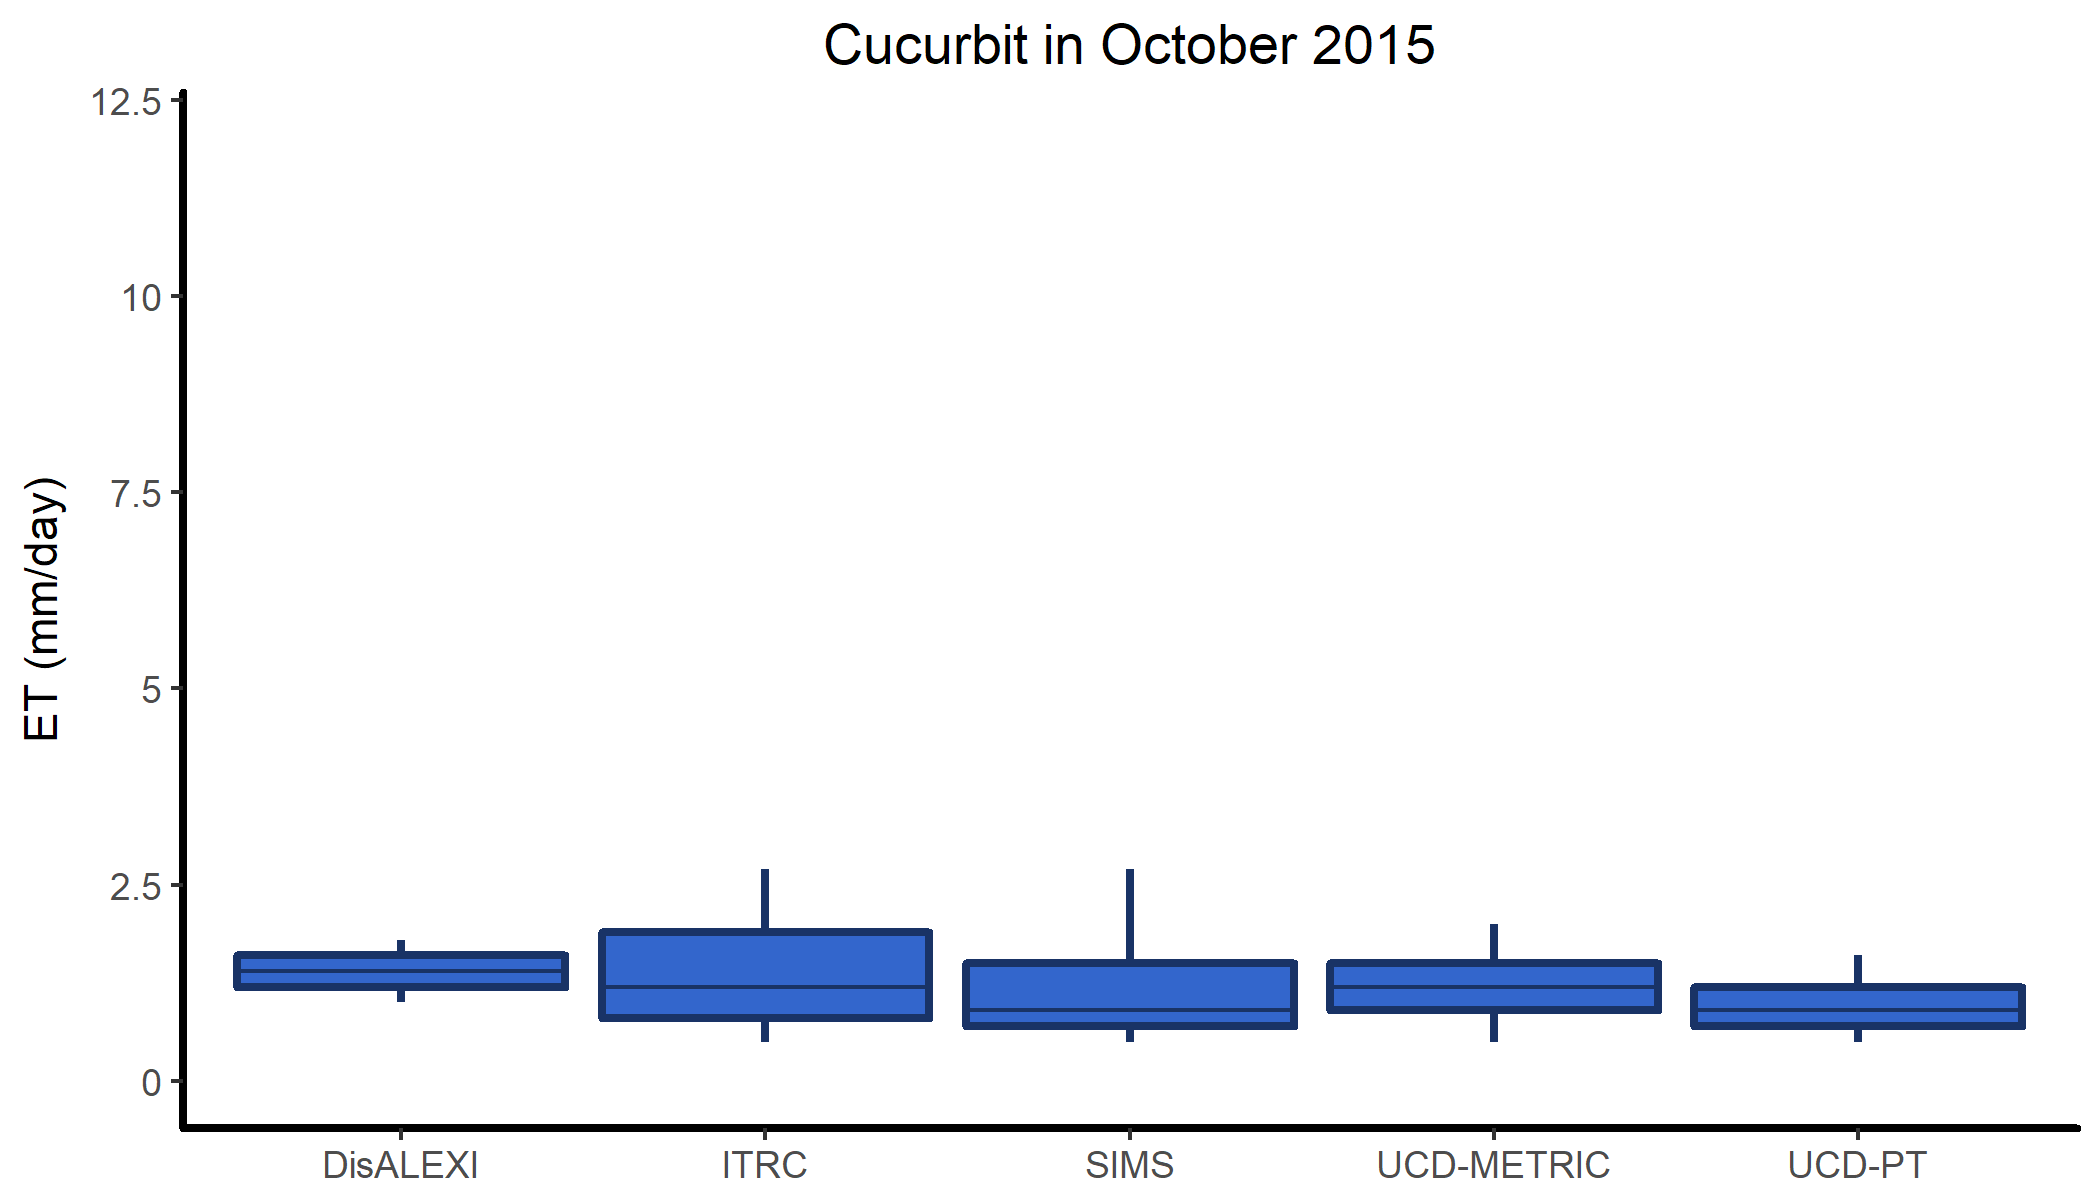 Cucurbit in October 2015
12.5
10
7.5
5
2.5
0
ET (mm/day)
DisALEXI
ITRC
SIMS
UCD-METRIC
UCD-PT